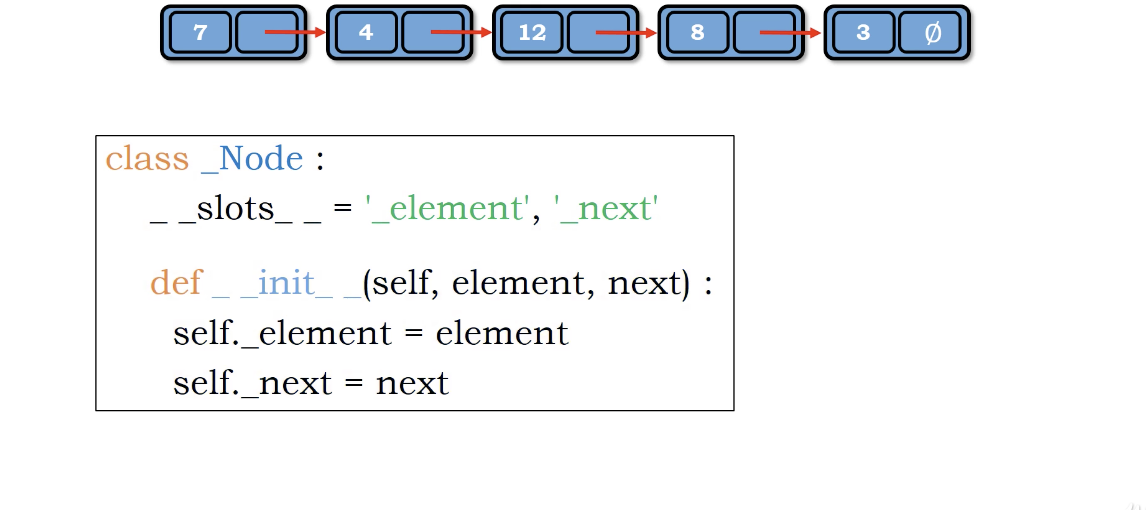 7 4 12 8 3 ∅
class _Node :
_ _slots_ _ = '_element', '_next'
def _ _init_ _(self, element, next) :
self._element = element
self._next = next